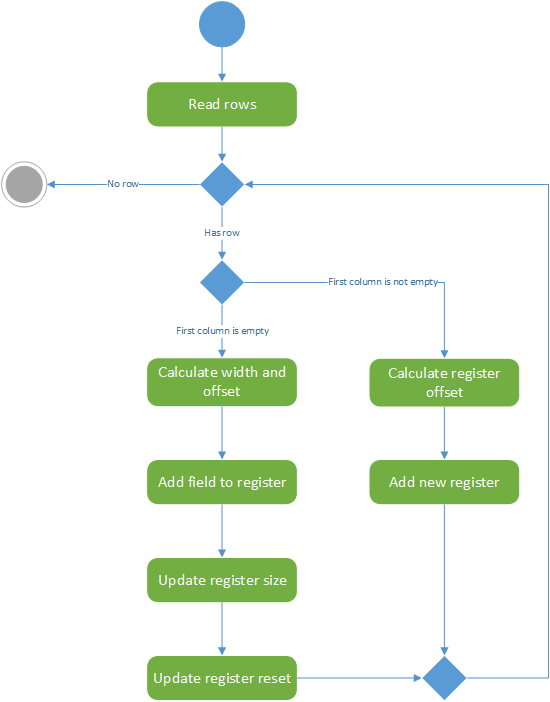 Read rows
No row
Has row
First column is not empty
First column is empty
Calculate width and
offset
Calculate register
offset
Add field to register
Add new register
Update register size
Update register reset